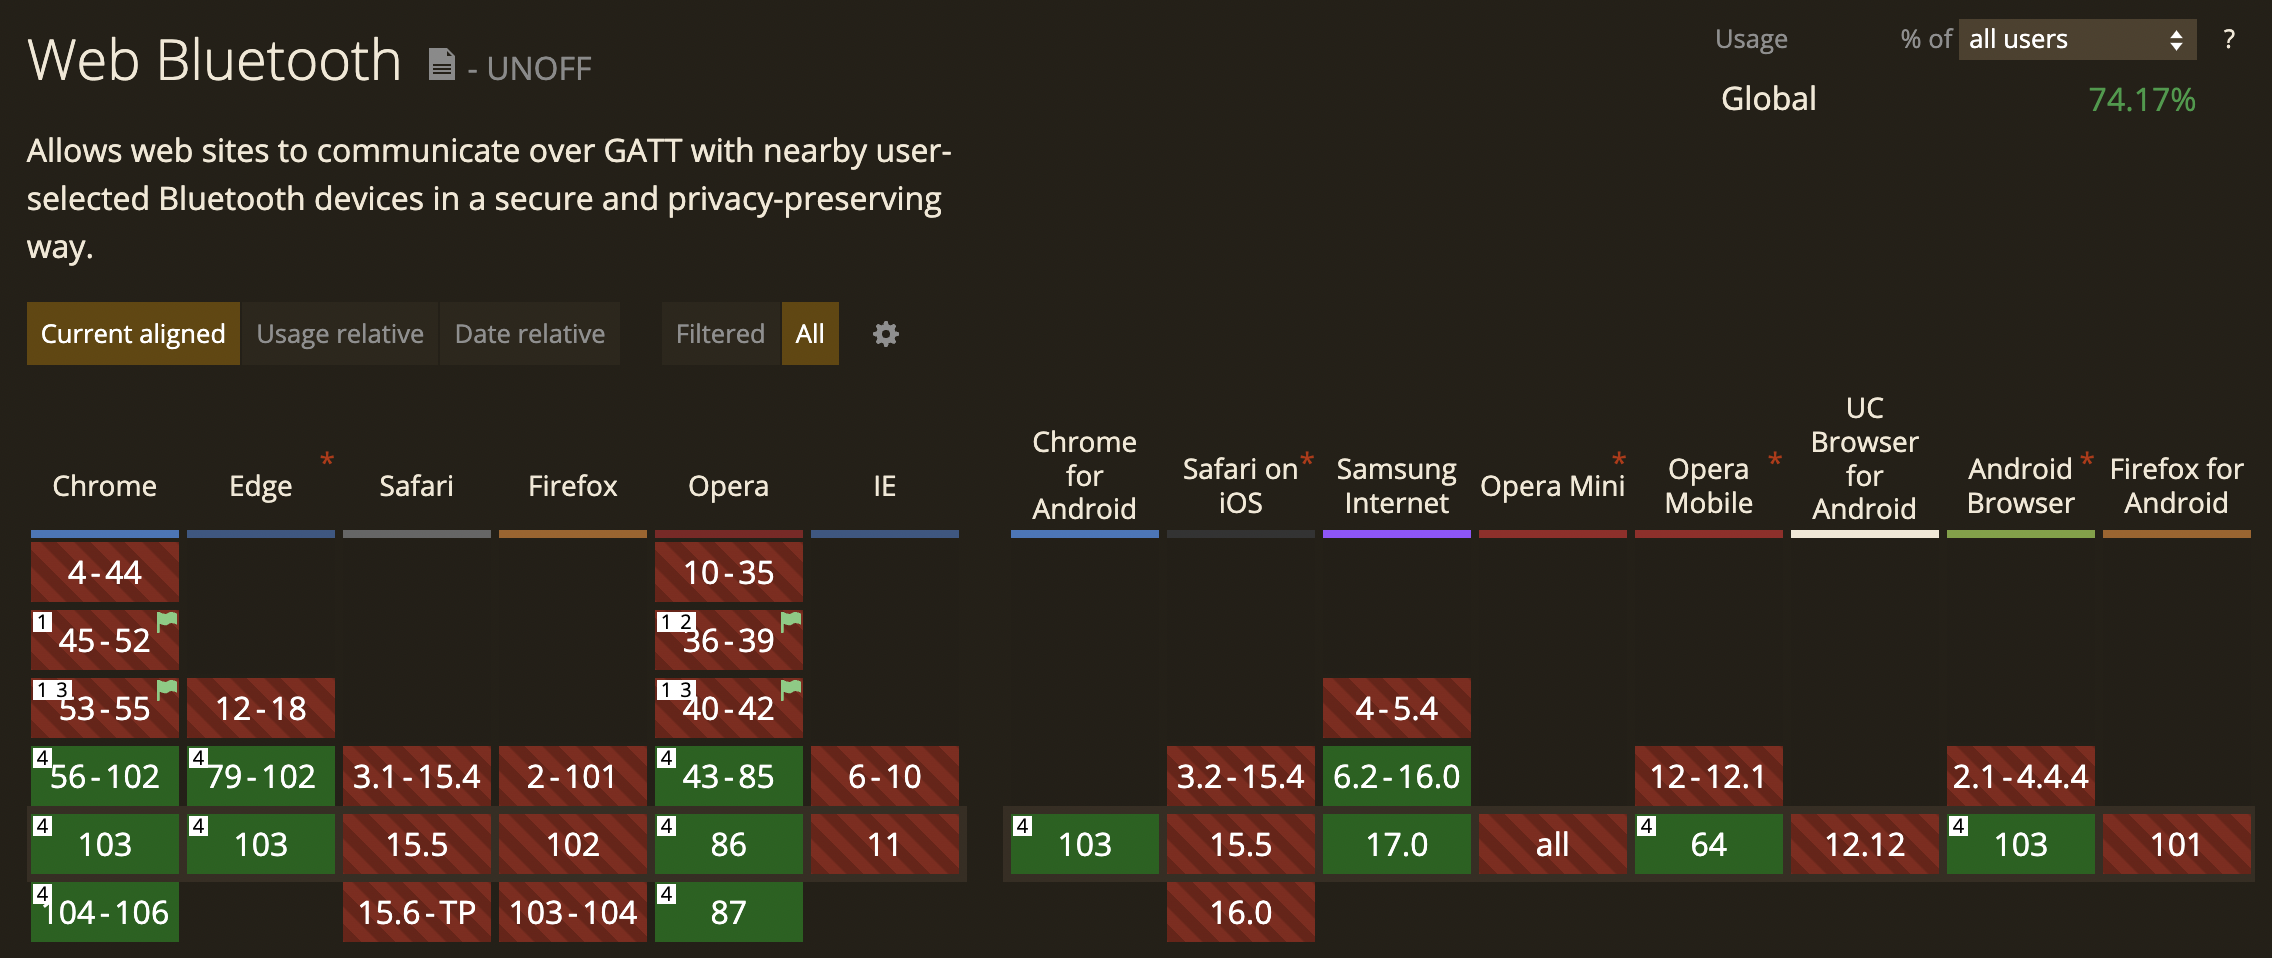 Web Bluetooth - UNOFF
Usage % of all users ?
Global 74.17%
Allows web sites to communicate over GATT with nearby user-
selected Bluetooth devices in a secure and privacy-preserving
way.
Current aligned Usage relative Date relative Filtered All
Chrome Edge * Safari Firefox Opera IE
Chrome
for
Android
Safari on *
iOS
Samsung
Internet
Opera Mini *
Opera *
Mobile
UC
Browser
for
Android
Android *
Browser
Firefox for
Android
4-44 10-35
1 45-52 1 2 36-39
1 3 53-55 12-18 1 3 40-42 4-5.4
4 56-102 4 79-102 3.1-15.4 2-101 4 43-85 6-10 3.2-15.4 6.2-16.0 12-12.1 2.1-4.4.4
4 103 4 103 15.5 102 4 86 11 4 103 15.5 17.0 all 4 64 12.12 4 103 101
4 104-106 15.6-TP 103-104 4 87 16.0